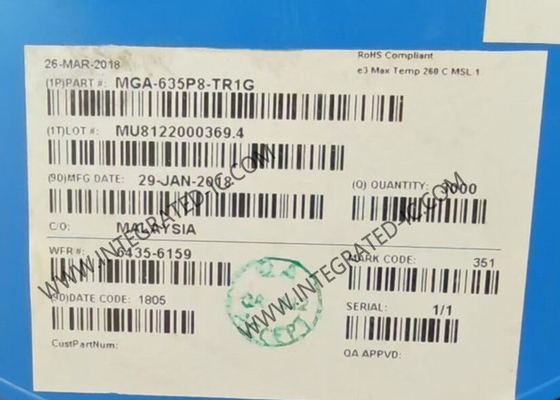 26-MAR-2018
RoHS Compliant
e3 Max Temp 260 C MSL 1
(1P)PART #: MGA-635P8-TR1G
(1T)LOT #: MU8122000369.4
(9D)MFG DATE: 29-JAN-2018
(Q) QUANTITY: 3000
C/O: MALAYSIA
WFR#: 6435-6159
MARK CODE: 351
(9D)DATE CODE: 1805
SERIAL: 1/1
CustPartNum:
QA APPVD:
WWW.INTEGRATED-IC.COM
WWW.INTEGRATED-IC.COM